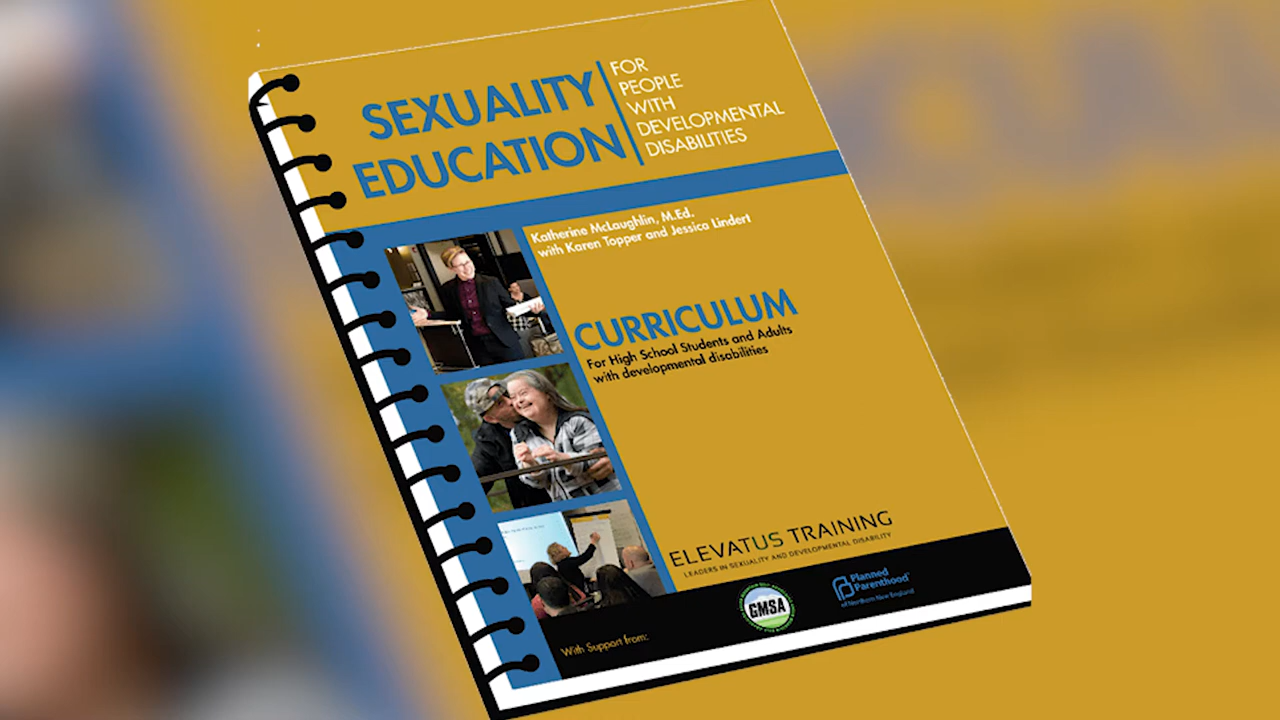 SEXUALITY
EDUCATION
FOR
PEOPLE
WITH
DEVELOPMENTAL
DISABILITIES
Katherine McLaughlin, M.Ed.
with Karen Topper and Jessica Lindert
CURRICULUM
For High School Students and Adults
with developmental disabilities
ELEVATUS TRAINING
LEADERS IN SEXUALITY AND DEVELOPMENTAL DISABILITY
With Support from:
GMSA
Planned
Parenthood
of Northern New England